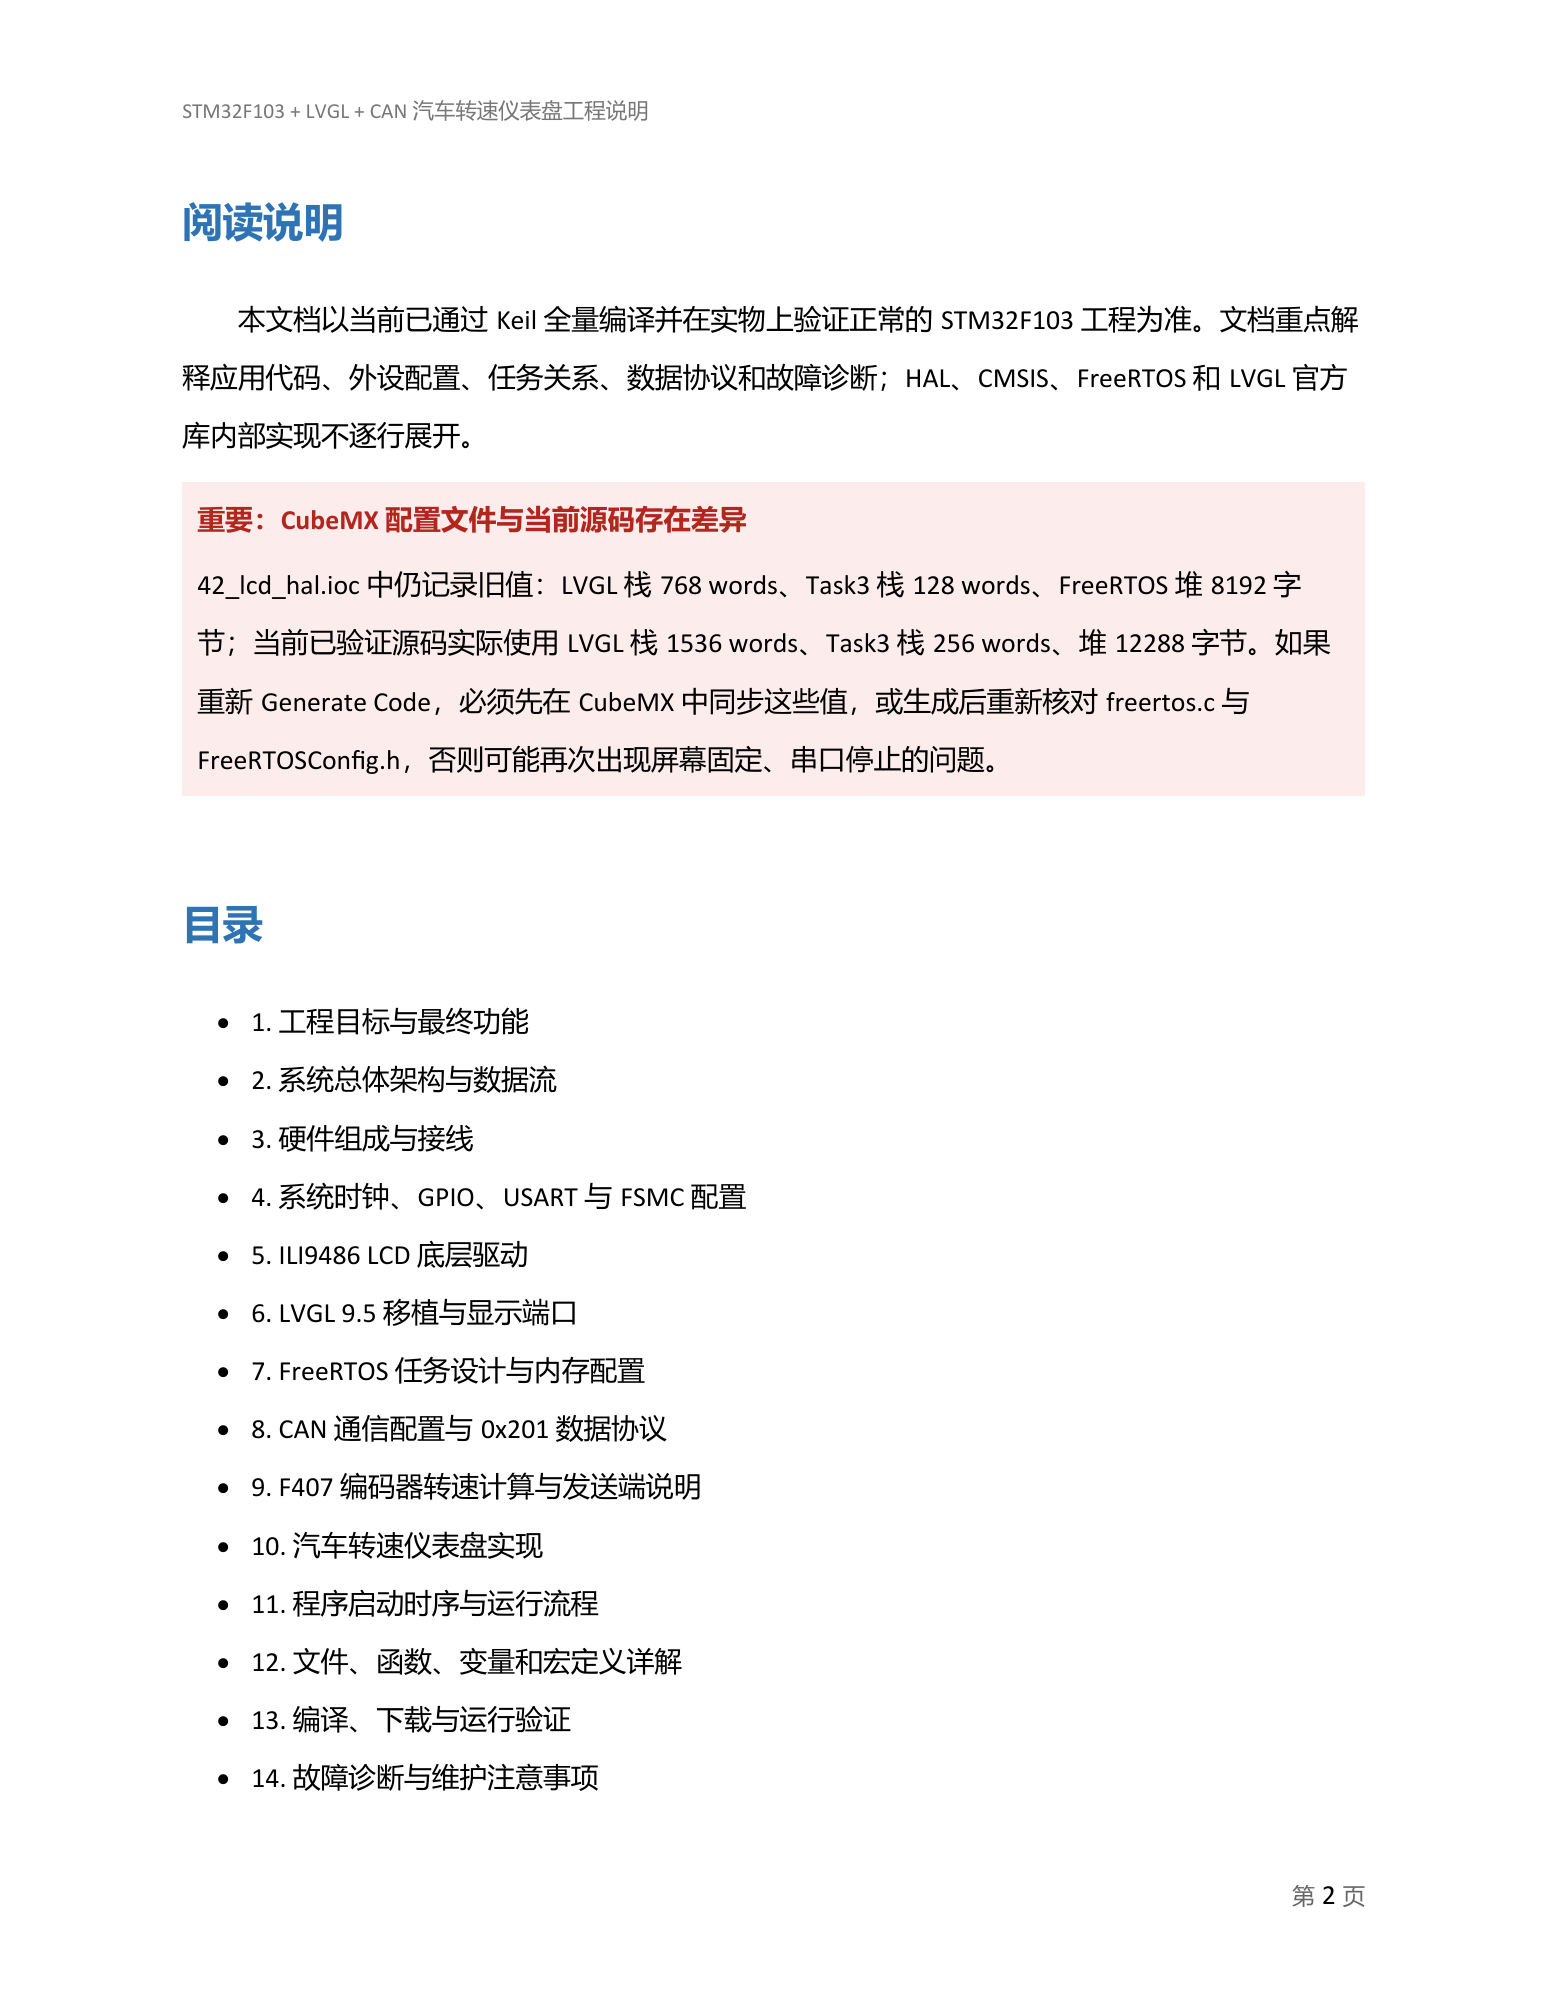 STM32F103 + LVGL + CAN 汽车转速仪表盘工程说明
阅读说明
本文档以当前已通过 Keil 全量编译并在实物上验证正常的 STM32F103 工程为准。文档重点解
释应用代码、外设配置、任务关系、数据协议和故障诊断；HAL、CMSIS、FreeRTOS 和 LVGL 官方
库内部实现不逐行展开。
重要：CubeMX 配置文件与当前源码存在差异
42_lcd_hal.ioc 中仍记录旧值：LVGL 栈 768 words、Task3 栈 128 words、FreeRTOS 堆 8192 字
节；当前已验证源码实际使用 LVGL 栈 1536 words、Task3 栈 256 words、堆 12288 字节。如果
重新 Generate Code，必须先在 CubeMX 中同步这些值，或生成后重新核对 freertos.c 与
FreeRTOSConfig.h，否则可能再次出现屏幕固定、串口停止的问题。
目录
• 1. 工程目标与最终功能
• 2. 系统总体架构与数据流
• 3. 硬件组成与接线
• 4. 系统时钟、GPIO、USART 与 FSMC 配置
• 5. ILI9486 LCD 底层驱动
• 6. LVGL 9.5 移植与显示端口
• 7. FreeRTOS 任务设计与内存配置
• 8. CAN 通信配置与 0x201 数据协议
• 9. F407 编码器转速计算与发送端说明
• 10. 汽车转速仪表盘实现
• 11. 程序启动时序与运行流程
• 12. 文件、函数、变量和宏定义详解
• 13. 编译、下载与运行验证
• 14. 故障诊断与维护注意事项
第 2 页